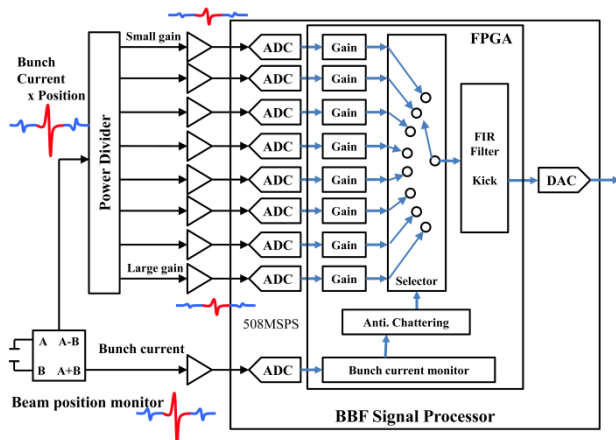 Small gain
ADC
Gain
FPGA
Bunch
Current
x Position
Power Divider
ADC
Gain
ADC
Gain
ADC
Gain
FIR
Filter
Kick
DAC
ADC
Gain
ADC
Gain
ADC
Gain
Large gain
ADC
Gain
Selector
508MSPS
Anti. Chattering
A A-B
B A+B
Bunch current
ADC
Bunch current monitor
Beam position monitor
BBF Signal Processor